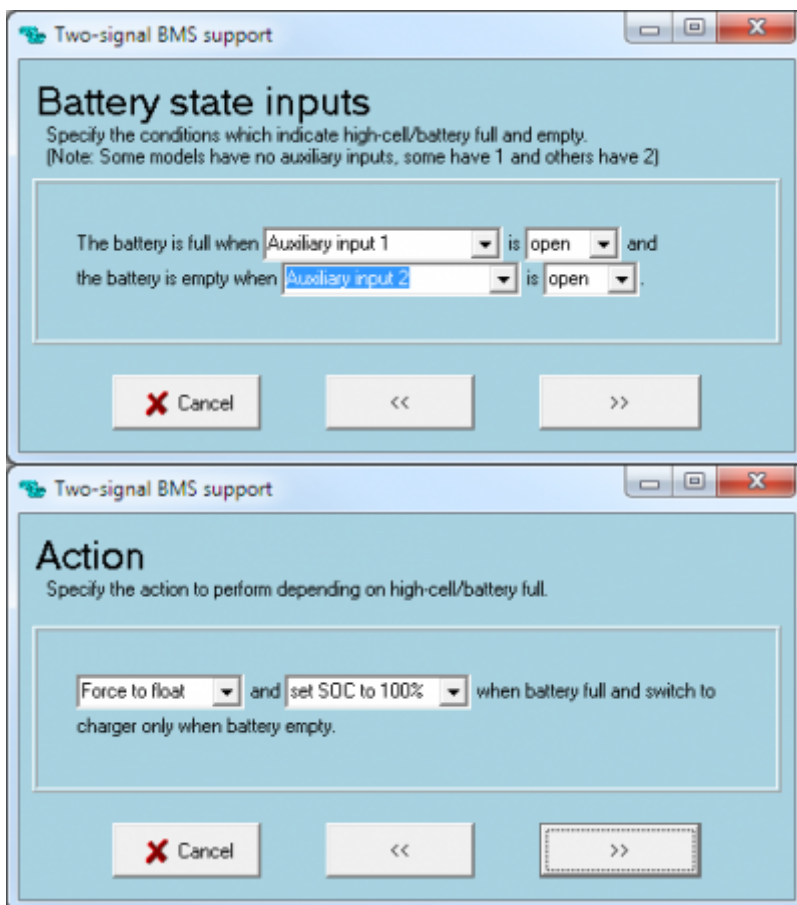 Two-signal BMS support
Battery state inputs
Specify the conditions which indicate high-cell/battery full and empty.
(Note: Some models have no auxiliary inputs, some have 1 and others have 2)
The battery is full when Auxiliary input 1 is open and
the battery is empty when Auxiliary input 2 is open .
Cancel << >>
Two-signal BMS support
Action
Specify the action to perform depending on high-cell/battery full.
Force to float and set SOC to 100% when battery full and switch to
charger only when battery empty.
Cancel << >>